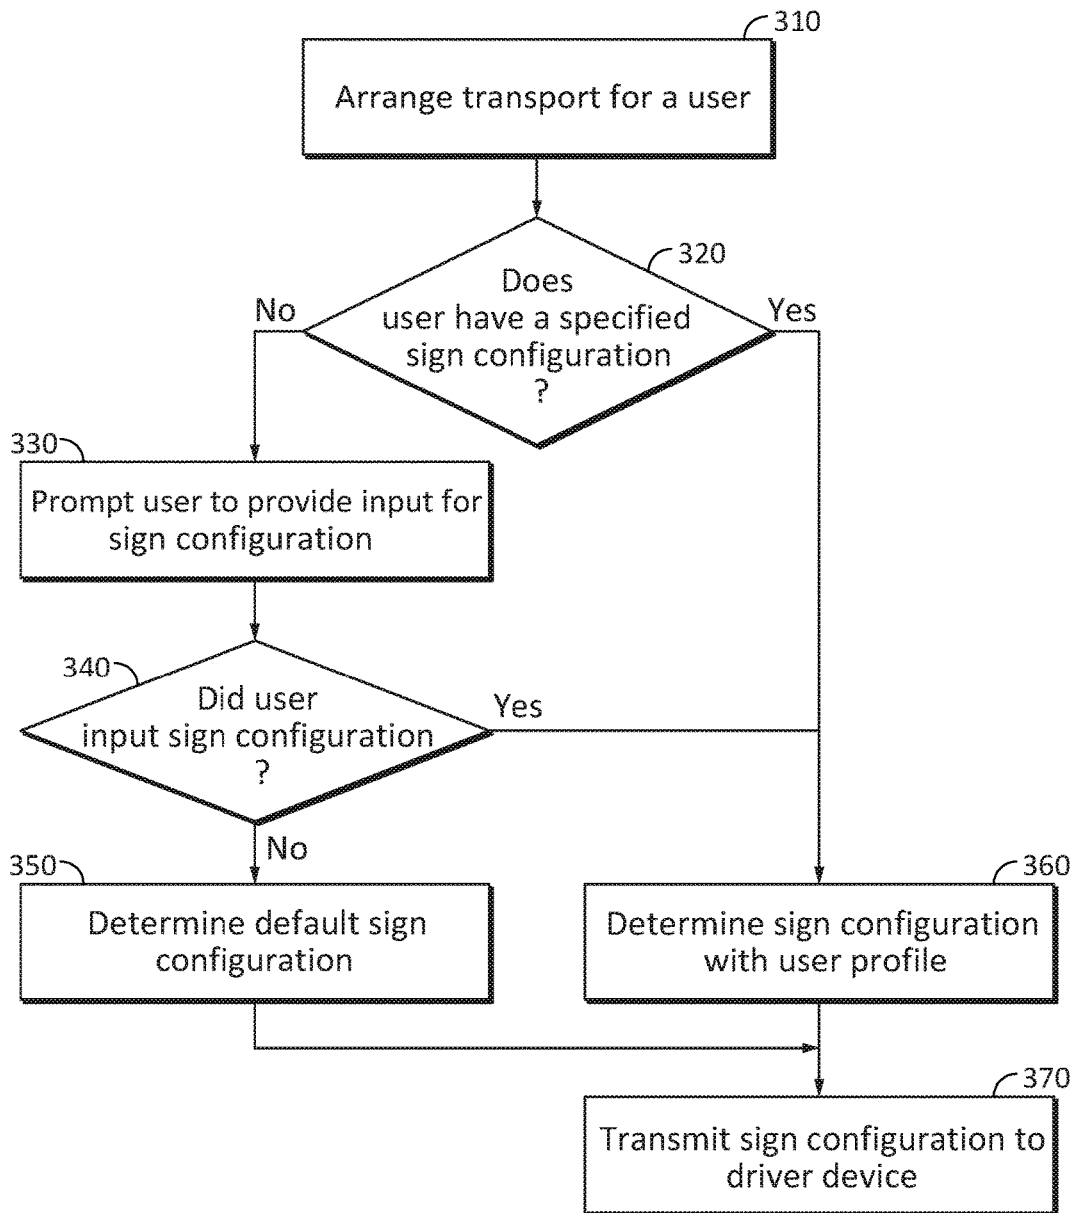 310
Arrange transport for a user
320
Does
user have a specified
sign configuration
?
No
Yes
330
Prompt user to provide input for
sign configuration
340
Did user
input sign configuration
?
Yes
No
350
Determine default sign
configuration
360
Determine sign configuration
with user profile
370
Transmit sign configuration to
driver device